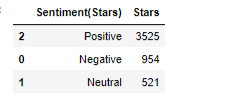 Sentiment(Stars) Stars
2 Positive 3525
0 Negative 954
1 Neutral 521